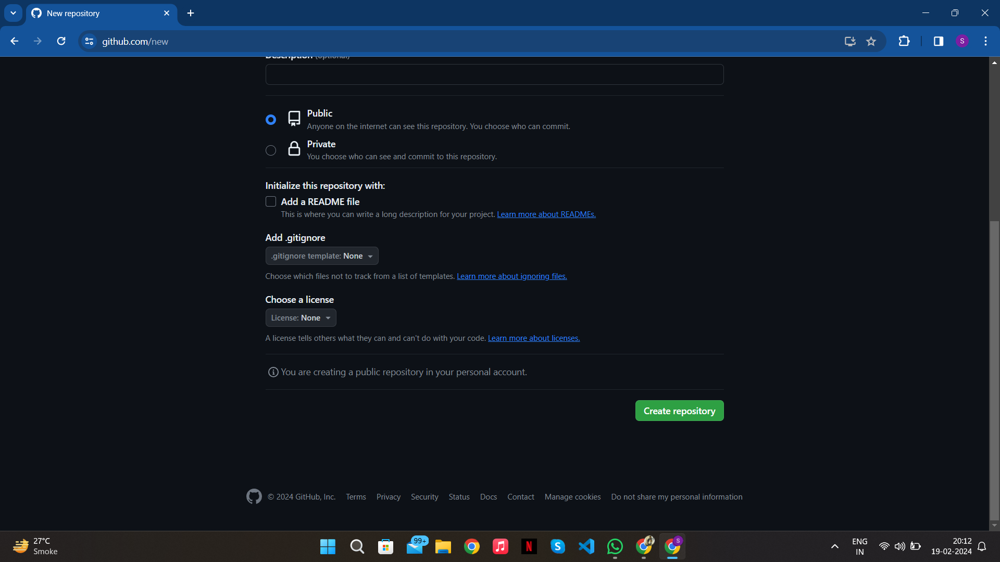 New repository
github.com/new
S
Description (optional)
Public
Anyone on the internet can see this repository. You choose who can commit.
Private
You choose who can see and commit to this repository.
Initialize this repository with:
Add a README file
This is where you can write a long description for your project. Learn more about READMEs.
Add .gitignore
.gitignore template: None
Choose which files not to track from a list of templates. Learn more about ignoring files.
Choose a license
License: None
A license tells others what they can and can't do with your code. Learn more about licenses.
You are creating a public repository in your personal account.
Create repository
© 2024 GitHub, Inc. Terms Privacy Security Status Docs Contact Manage cookies Do not share my personal information
27°C
Smoke
99+
N
S
S
ENG
IN
20:12
19-02-2024